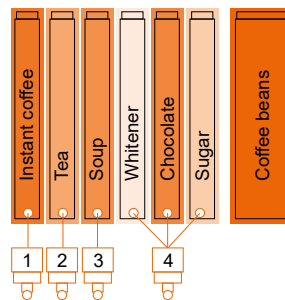 Instant coffee
Tea
Soup
Whitener
Chocolate
Sugar
Coffee beans
1
2
3
4